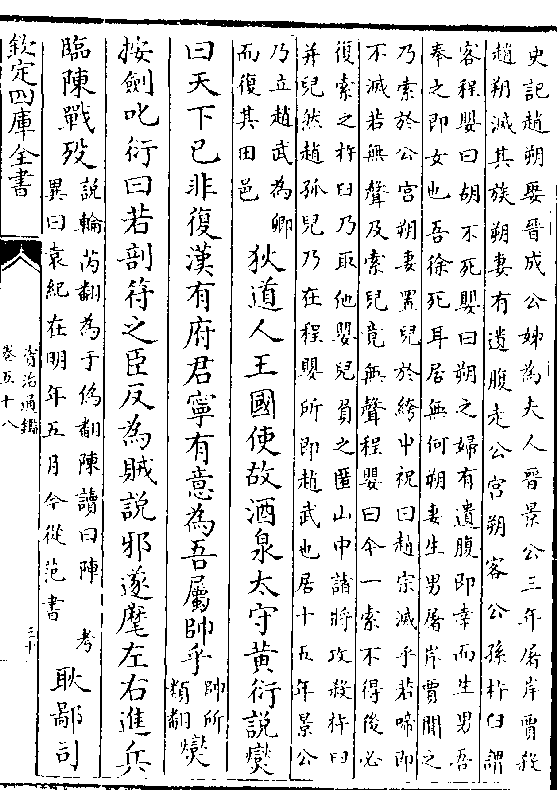 史記趙朔娶晉成公姊為夫人晉景公三年屠岸賈殺
趙朔滅其族朔妻有遺腹走公宮朔客公孫杵臼謂
客程嬰曰胡不死嬰曰朔之婦有遺腹即幸而生男吾
奉之即女也吾徐死耳居無何朔妻生男屠岸賈聞之
乃索於公宮朔妻置兒於絝中祝曰趙宗滅乎若啼即
不滅若無聲及索兒竟無聲程嬰曰今一索不得後必
復索之杵臼乃取他嬰兒負之匿山中諸將攻殺杵臼
并兒然趙孤兒乃在程嬰所即趙武也居十五年景公
乃立趙武為卿而復其田邑狄道人王國使故酒泉太守黃衍說燮
曰天下已非復漢有府君寧有意為吾屬帥乎帥所類翻燮
按劒叱衍曰若剖符之臣反為賊說邪遂麾左右進兵
臨陳戰歿說輸芮翻為于偽翻陳讀曰陣 考異曰袁紀在明年五月今從范書耿鄙司
欽定四庫全書
資治通鑑
卷五十八
三十